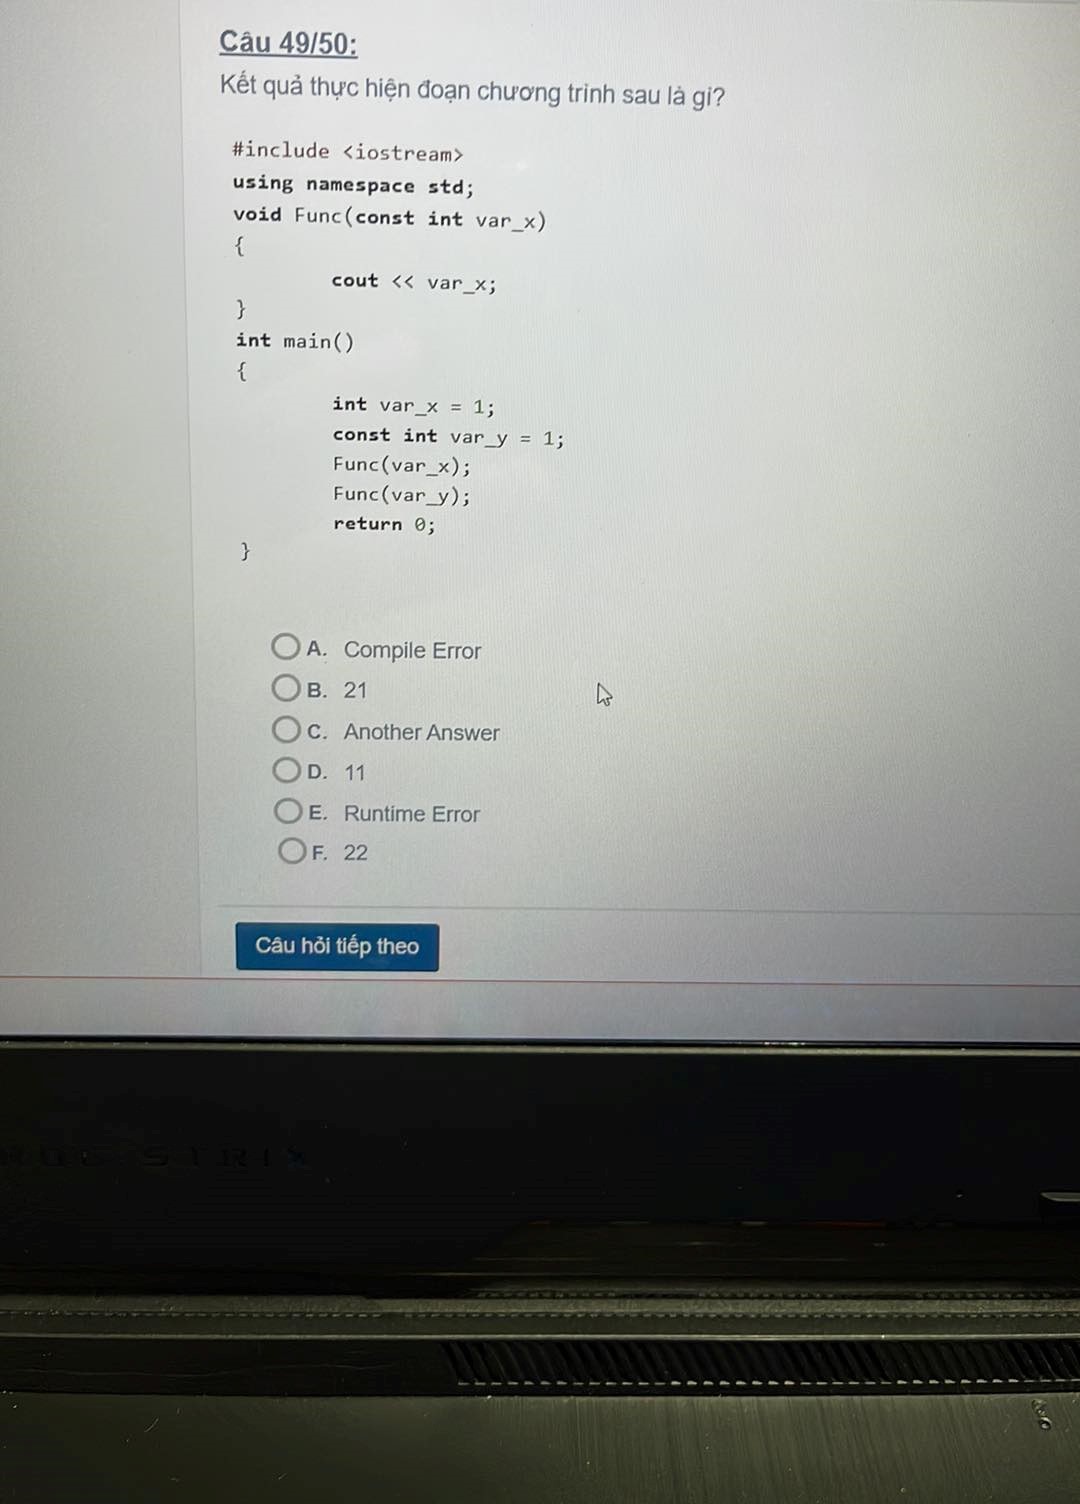 Câu 49/50:
Kết quả thực hiện đoạn chương trình sau là gì?
#include <iostream>
using namespace std;
void Func(const int var_x)
{
cout << var_x;
}
int main()
{
int var_x = 1;
const int var_y = 1;
Func(var_x);
Func(var_y);
return 0;
}
A. Compile Error
B. 21
C. Another Answer
D. 11
E. Runtime Error
F. 22
Câu hỏi tiếp theo
ROG STRIX